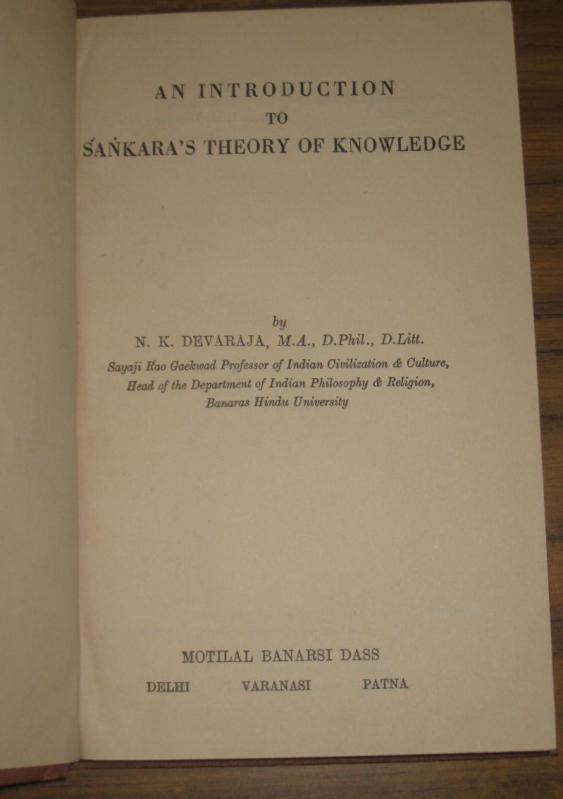 AN INTRODUCTION
TO
ŚAṄKARA'S THEORY OF KNOWLEDGE
by
N. K. DEVARAJA, M.A., D.Phil., D.Litt.
Sayaji Rao Gaekwad Professor of Indian Civilization & Culture,
Head of the Department of Indian Philosophy & Religion,
Banaras Hindu University
MOTILAL BANARSI DASS
DELHI VARANASI PATNA